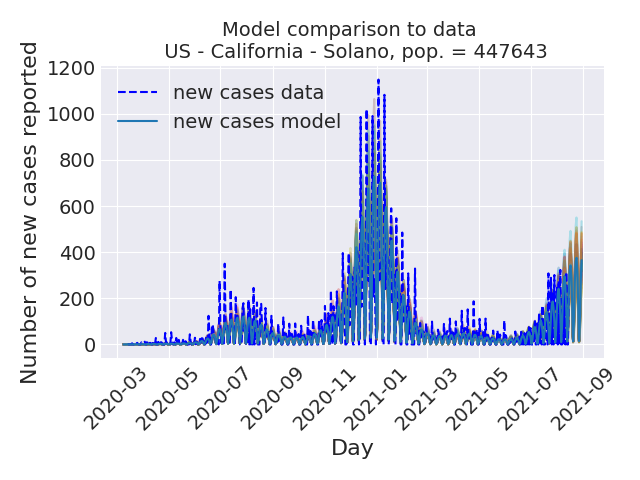 Model comparison to data
US - California - Solano, pop. = 447643
Number of new cases reported
1200
1000
800
600
400
200
0
new cases data
new cases model
2020-03
2020-05
2020-07
2020-09
2020-11
2021-01
2021-03
2021-05
2021-07
2021-09
Day